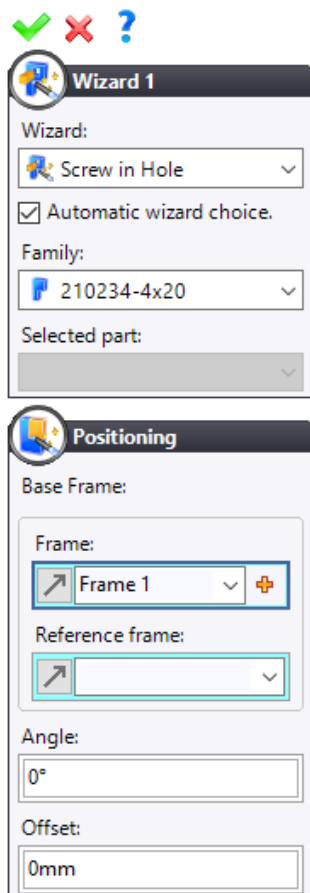 ?
Wizard 1
Wizard:
Screw in Hole
Automatic wizard choice.
Family:
210234-4x20
Selected part:
Positioning
Base Frame:
Frame:
Frame 1
Reference frame:
Angle:
0°
Offset:
0mm